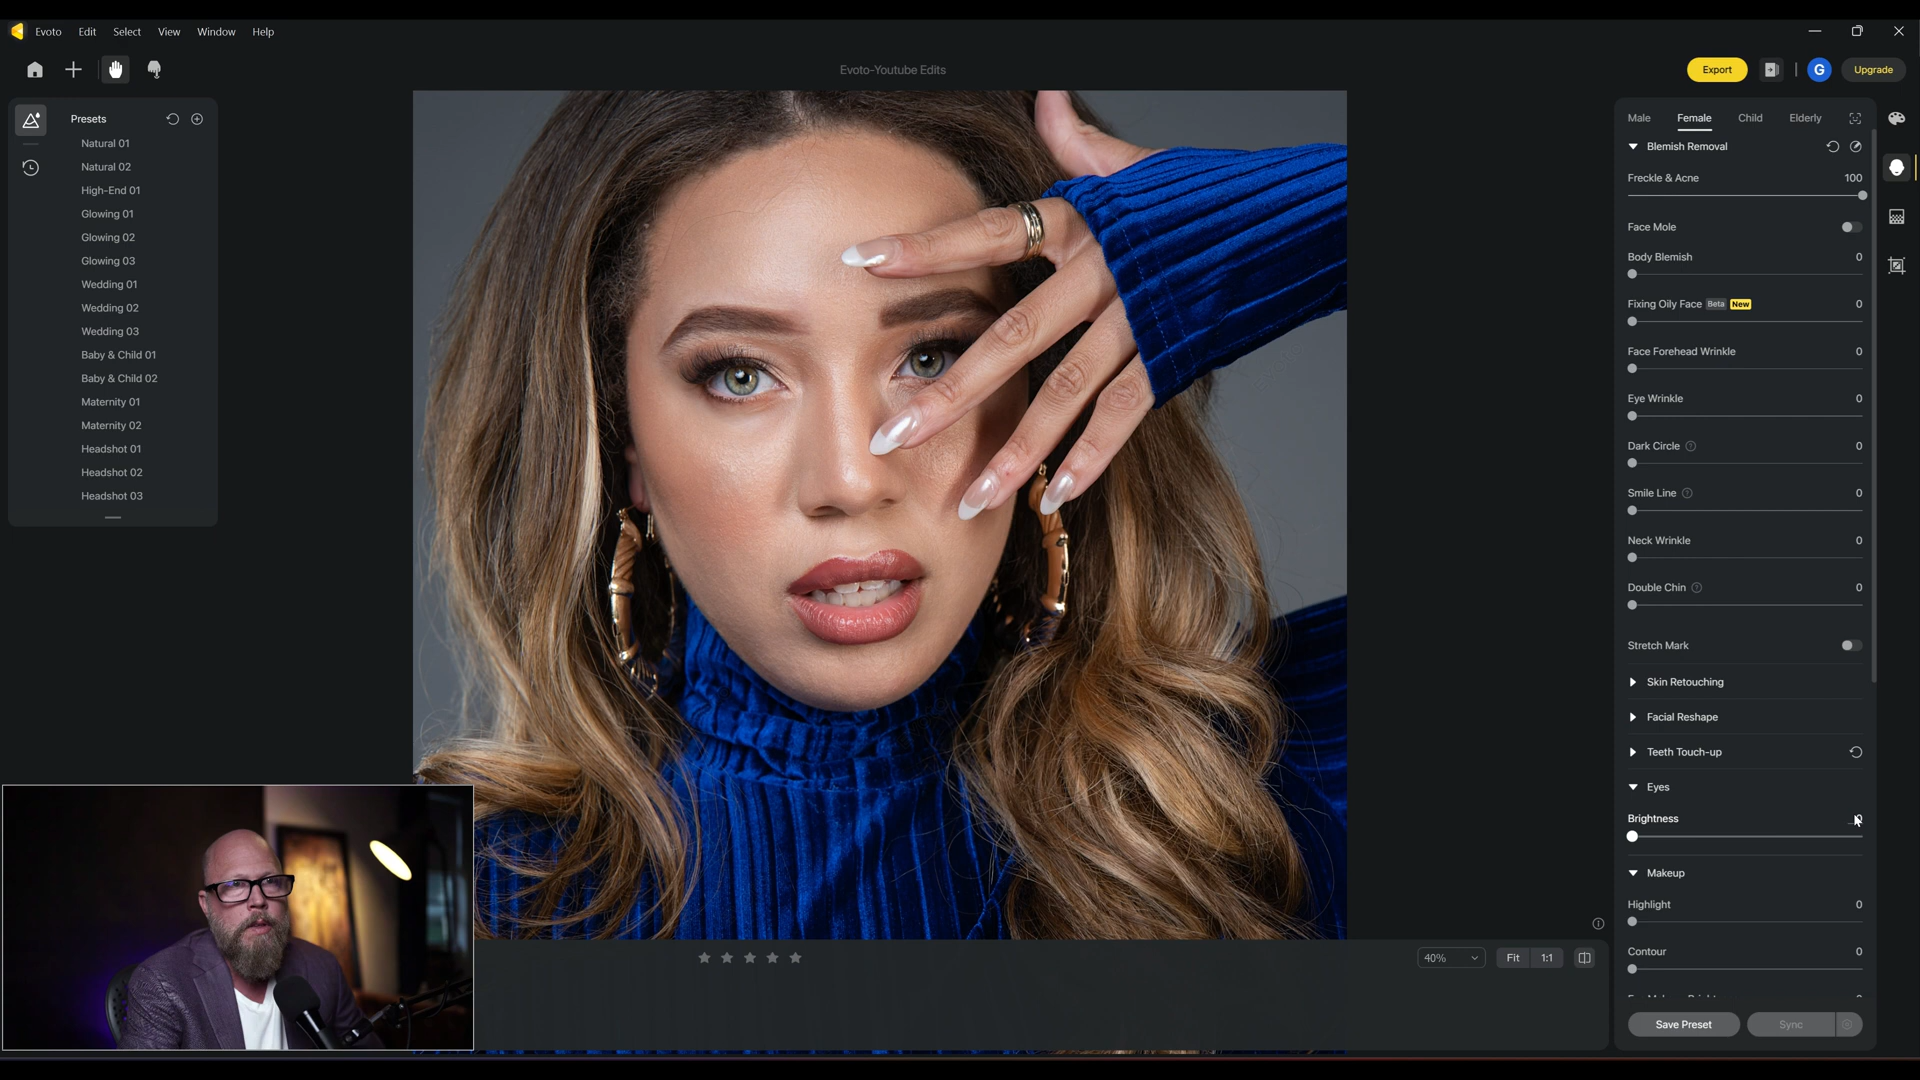 Evoto Edit Select View Window Help
Evoto-Youtube Edits
Export
G
Upgrade
Presets
Natural 01
Natural 02
High-End 01
Glowing 01
Glowing 02
Glowing 03
Wedding 01
Wedding 02
Wedding 03
Baby & Child 01
Baby & Child 02
Maternity 01
Maternity 02
Headshot 01
Headshot 02
Headshot 03
Male Female Child Elderly
Blemish Removal
Freckle & Acne 100
Face Mole
Body Blemish 0
Fixing Oily Face Beta New 0
Face Forehead Wrinkle 0
Eye Wrinkle 0
Dark Circle ? 0
Smile Line ? 0
Neck Wrinkle 0
Double Chin ? 0
Stretch Mark
Skin Retouching
Facial Reshape
Teeth Touch-up
Eyes
Brightness
Makeup
Highlight 0
Contour 0
40% Fit 1:1
Save Preset Sync